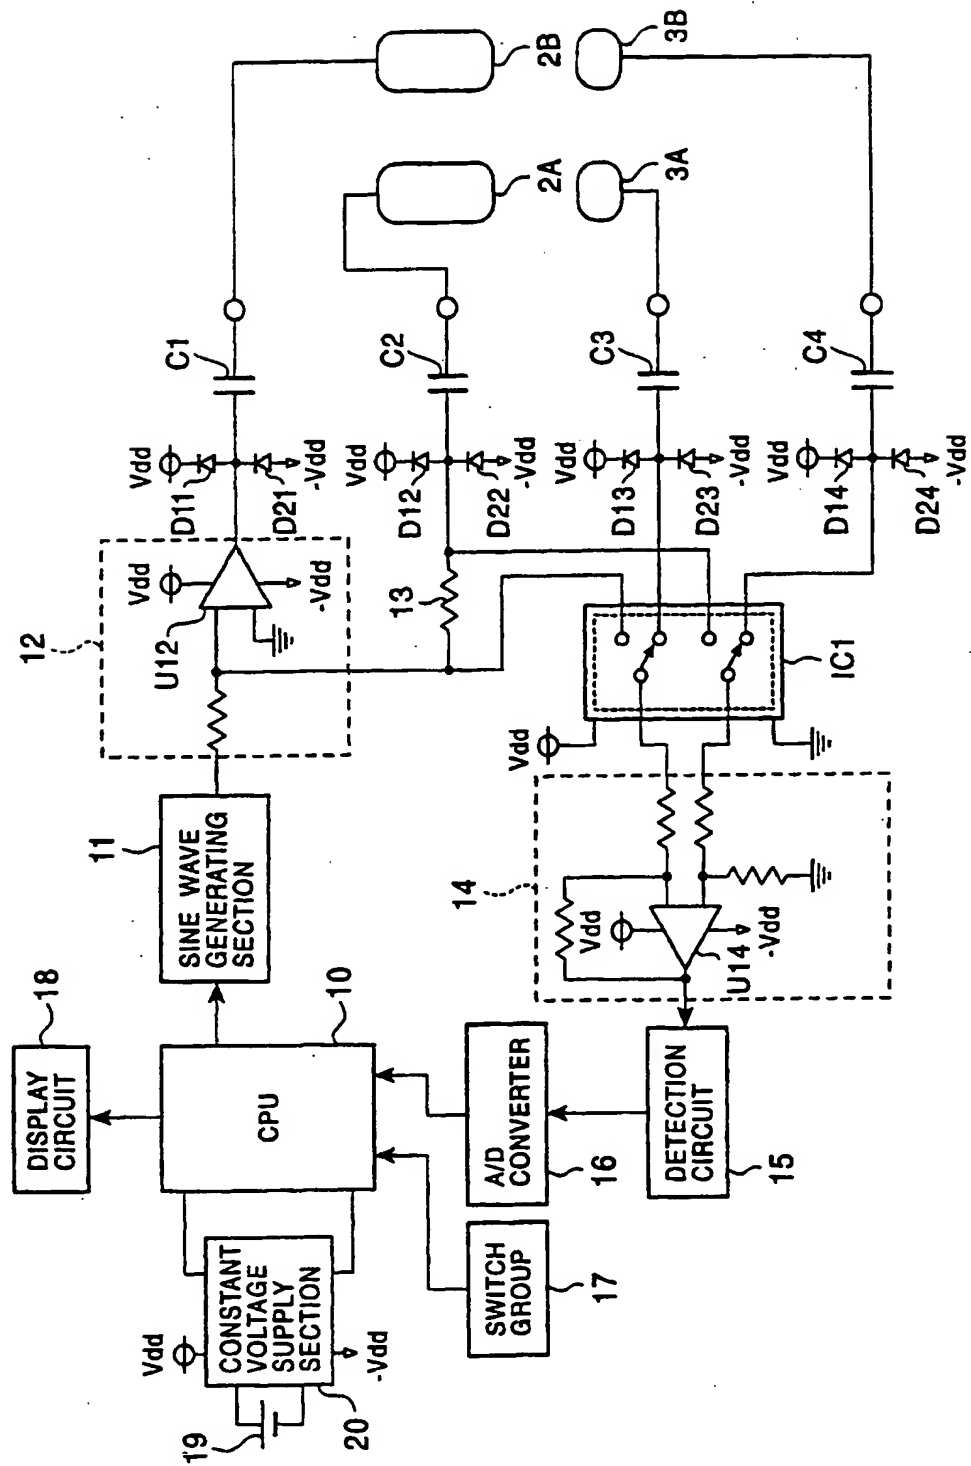 18
DISPLAY
CIRCUIT
10
CPU
Vdd
CONSTANT
VOLTAGE
SUPPLY
SECTION
-Vdd
19
20
11
SINE WAVE
GENERATING
SECTION
12
Vdd
U12
-Vdd
Vdd
D11
D21
-Vdd
C1
2B
3B
2A
3A
13
Vdd
D12
D22
-Vdd
C2
Vdd
D13
D23
-Vdd
C3
Vdd
D14
D24
-Vdd
C4
Vdd
IC1
14
Vdd
U14
-Vdd
A/D
CONVERTER
16
DETECTION
CIRCUIT
15
SWITCH
GROUP
17